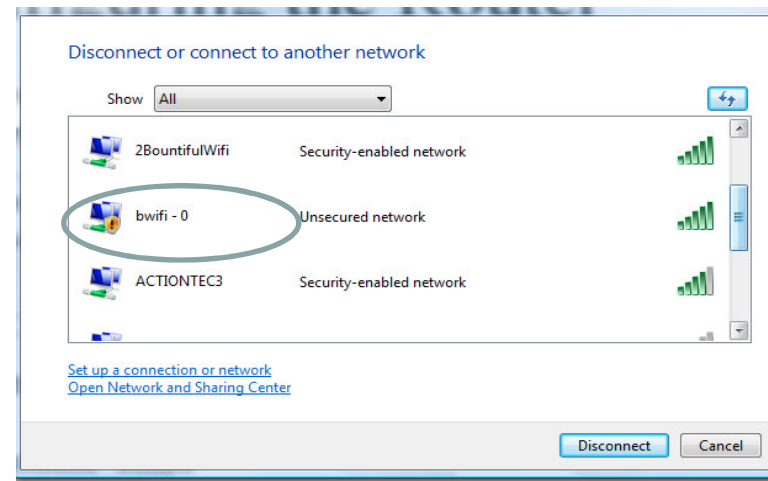 Disconnect or connect to another network
Show All
2BountifulWifi Security-enabled network
bwifi - 0 Unsecured network
ACTIONTEC3 Security-enabled network
Set up a connection or network
Open Network and Sharing Center
Disconnect Cancel